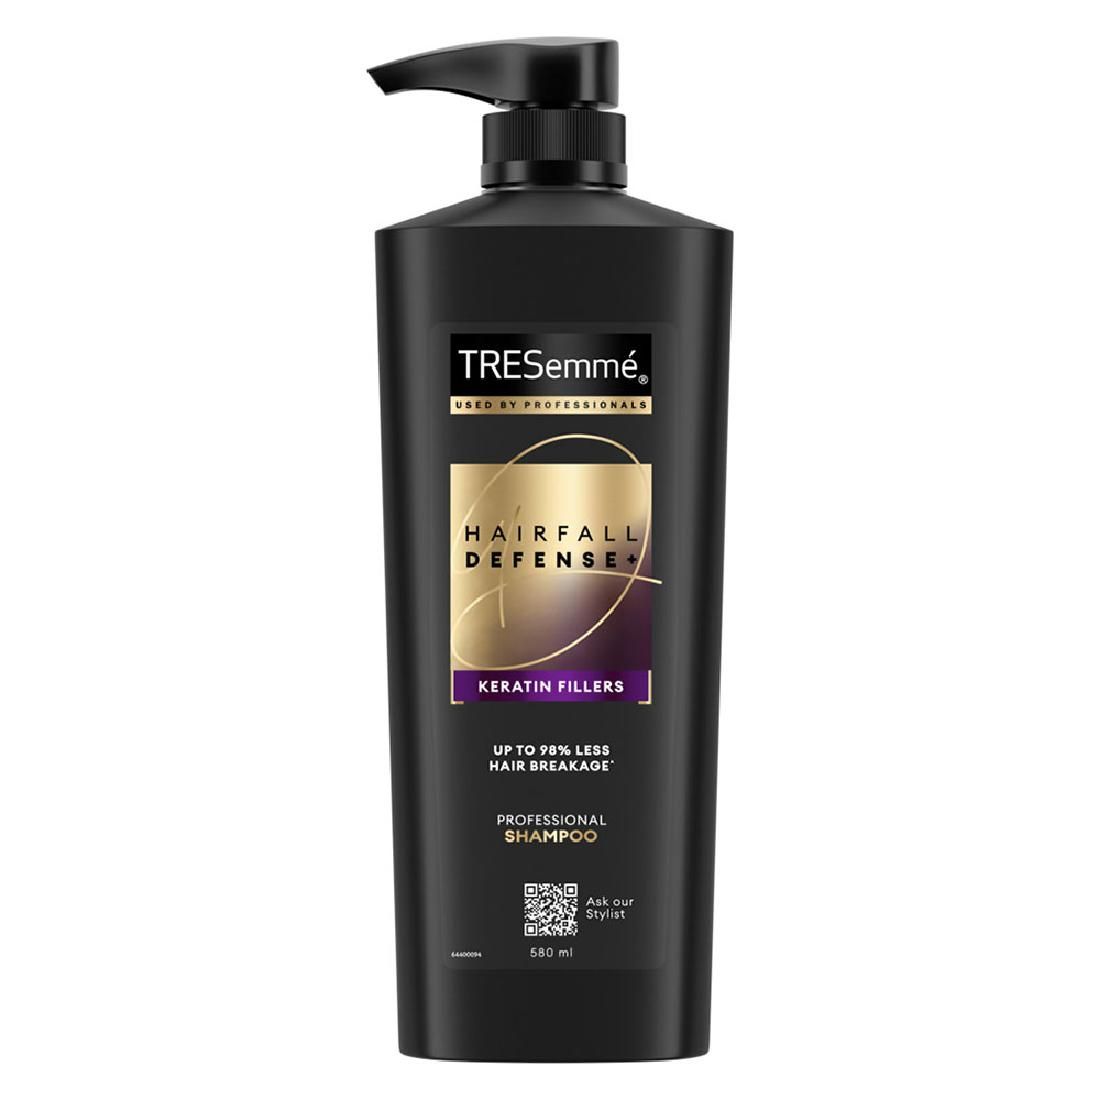 TRESemmé®
USED BY PROFESSIONALS
HAIRFALL
DEFENSE+
KERATIN FILLERS
UP TO 98% LESS
HAIR BREAKAGE*
PROFESSIONAL
SHAMPOO
Ask our
Stylist
580 ml
64400094